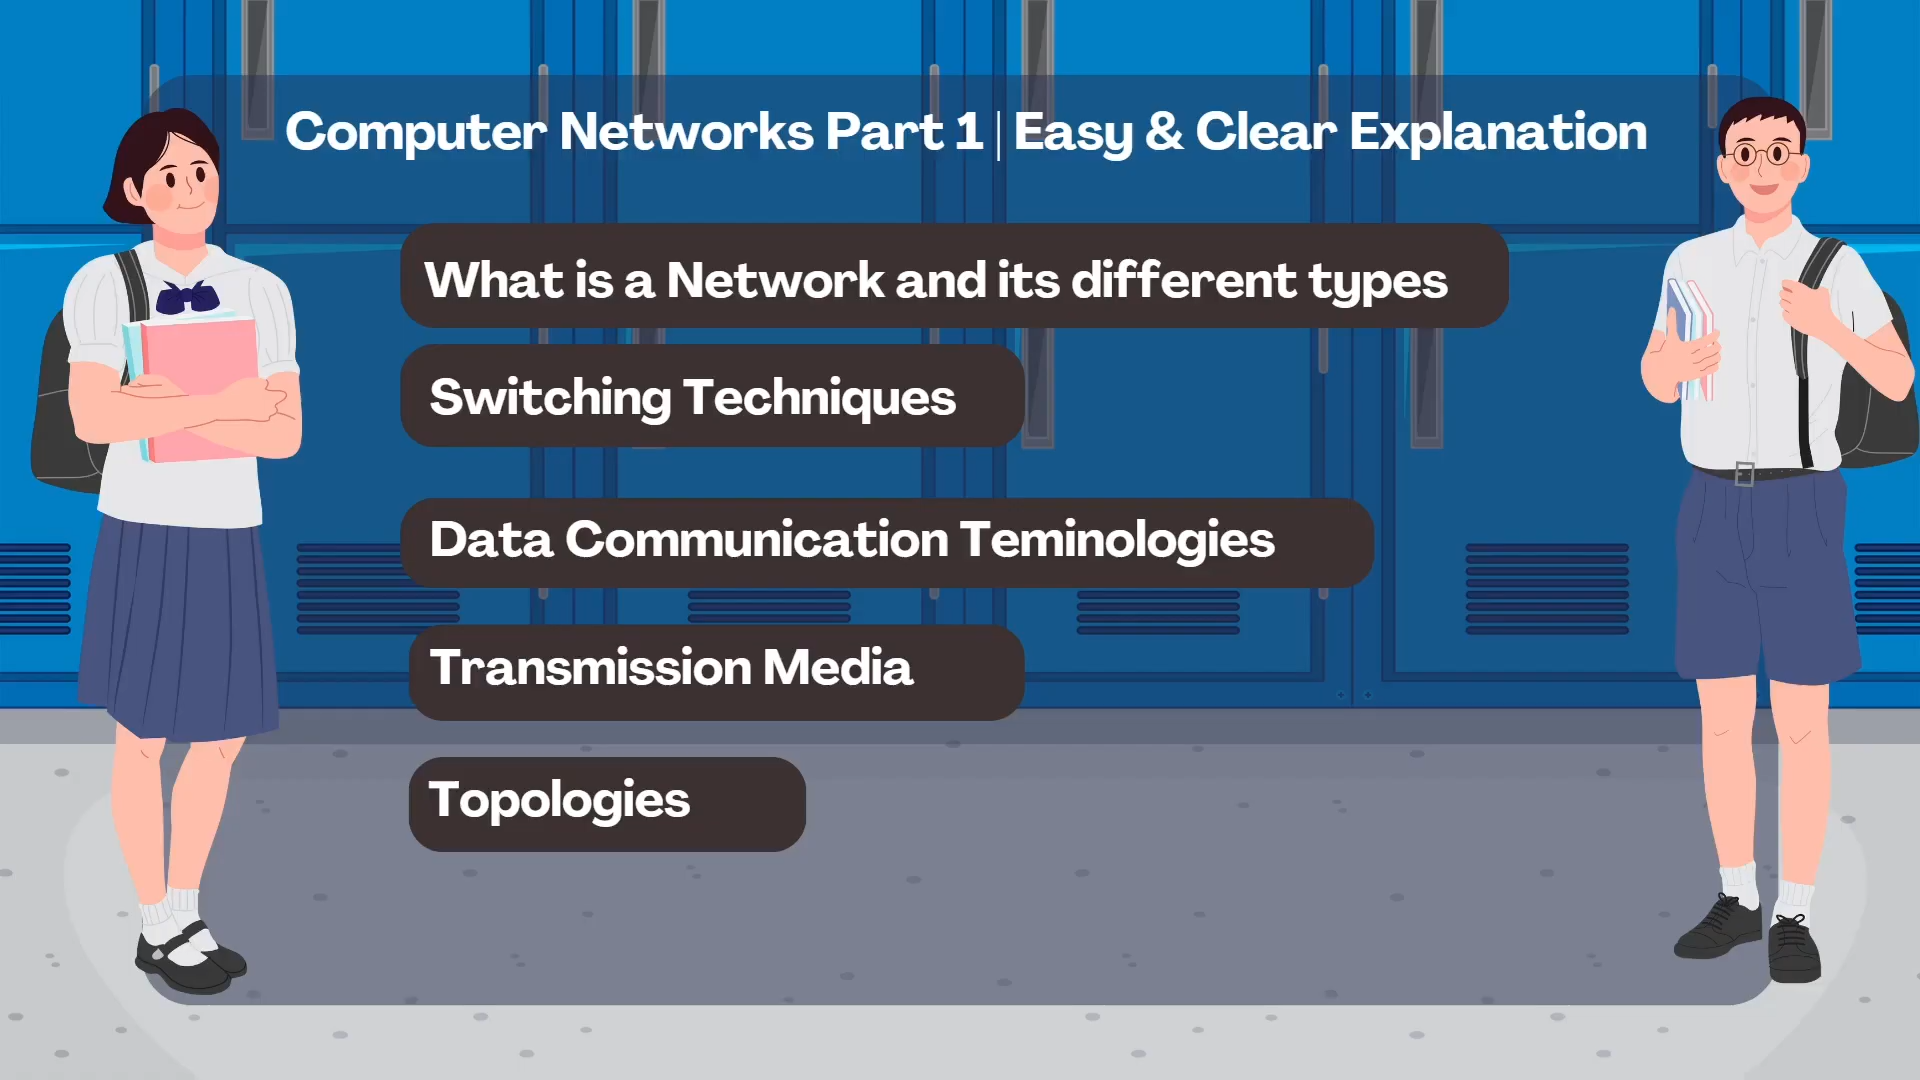 Computer Networks Part 1 | Easy & Clear Explanation
What is a Network and its different types
Switching Techniques
Data Communication Teminologies
Transmission Media
Topologies